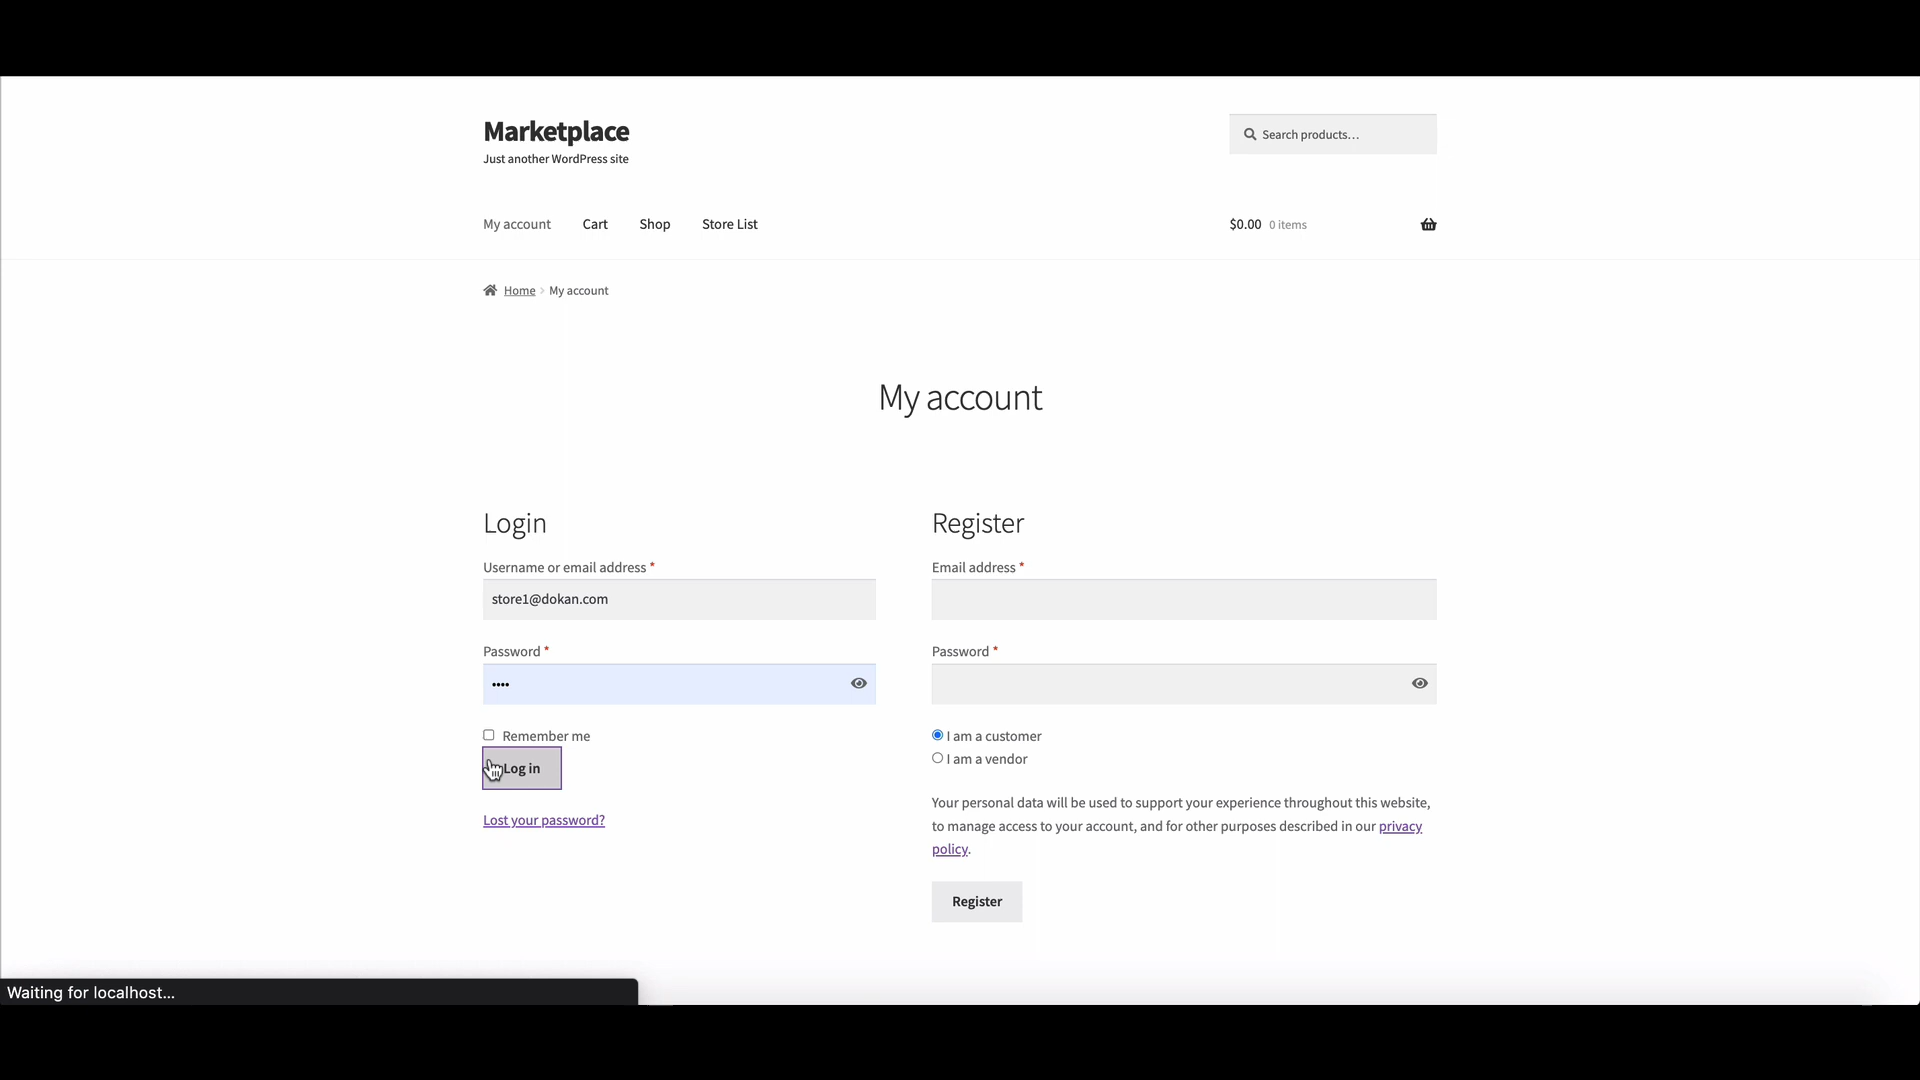 Marketplace
Just another WordPress site
Search products…
My account
Cart
Shop
Store List
$0.00 0 items
Home › My account
My account
Login
Username or email address *
store1@dokan.com
Password *
••••
Remember me
Log in
Lost your password?
Register
Email address *
Password *
I am a customer
I am a vendor
Your personal data will be used to support your experience throughout this website,
to manage access to your account, and for other purposes described in our privacy
policy.
Register
Waiting for localhost...